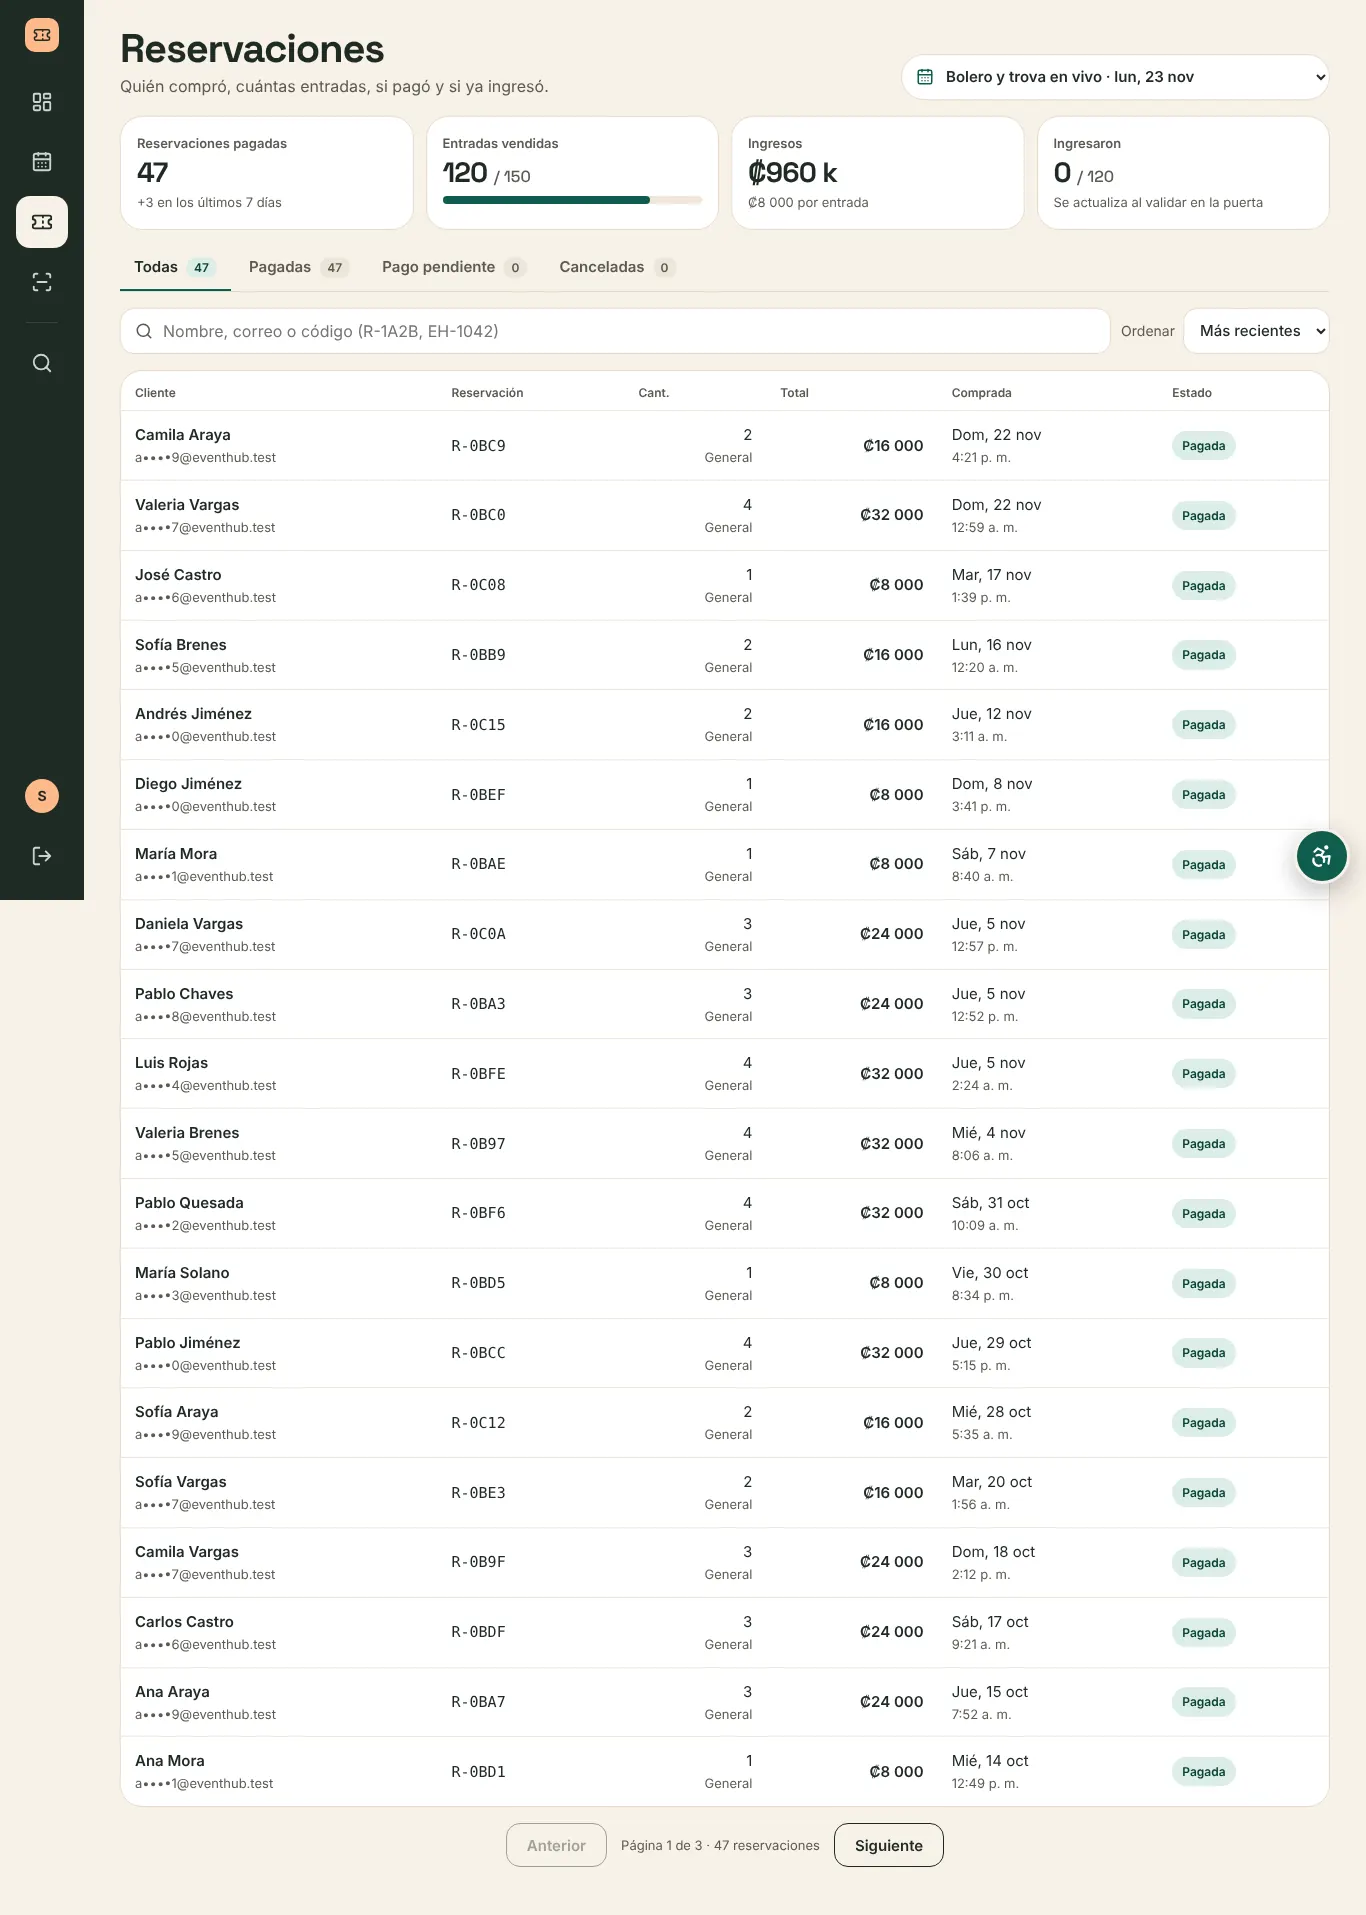 Reservaciones
Quién compró, cuántas entradas, si pagó y si ya ingresó.
Bolero y trova en vivo · lun, 23 nov
Reservaciones pagadas
47
+3 en los últimos 7 días
Entradas vendidas
120 / 150
Ingresos
₡960 k
₡8 000 por entrada
Ingresaron
0 / 120
Se actualiza al validar en la puerta
Todas 47 Pagadas 47 Pago pendiente 0 Canceladas 0
Nombre, correo o código (R-1A2B, EH-1042)
Ordenar Más recientes
Cliente Reservación Cant. Total Comprada Estado
Camila Araya 2 Dom, 22 nov
R-0BC9 ₡16 000 Pagada
a••••9@eventhub.test General 4:21 p. m.
Valeria Vargas 4 Dom, 22 nov
R-0BC0 ₡32 000 Pagada
a••••7@eventhub.test General 12:59 a. m.
José Castro 1 Mar, 17 nov
R-0C08 ₡8 000 Pagada
a••••6@eventhub.test General 1:39 p. m.
Sofía Brenes 2 Lun, 16 nov
R-0BB9 ₡16 000 Pagada
a••••5@eventhub.test General 12:20 a. m.
Andrés Jiménez 2 Jue, 12 nov
R-0C15 ₡16 000 Pagada
a••••0@eventhub.test General 3:11 a. m.
Diego Jiménez 1 Dom, 8 nov
R-0BEF ₡8 000 Pagada
a••••0@eventhub.test General 3:41 p. m.
María Mora 1 Sáb, 7 nov
R-0BAE ₡8 000 Pagada
a••••1@eventhub.test General 8:40 a. m.
Daniela Vargas 3 Jue, 5 nov
R-0C0A ₡24 000 Pagada
a••••7@eventhub.test General 12:57 p. m.
Pablo Chaves 3 Jue, 5 nov
R-0BA3 ₡24 000 Pagada
a••••8@eventhub.test General 12:52 p. m.
Luis Rojas 4 Jue, 5 nov
R-0BFE ₡32 000 Pagada
a••••4@eventhub.test General 2:24 a. m.
Valeria Brenes 4 Mié, 4 nov
R-0B97 ₡32 000 Pagada
a••••5@eventhub.test General 8:06 a. m.
Pablo Quesada 4 Sáb, 31 oct
R-0BF6 ₡32 000 Pagada
a••••2@eventhub.test General 10:09 a. m.
María Solano 1 Vie, 30 oct
R-0BD5 ₡8 000 Pagada
a••••3@eventhub.test General 8:34 p. m.
Pablo Jiménez 4 Jue, 29 oct
R-0BCC ₡32 000 Pagada
a••••0@eventhub.test General 5:15 p. m.
Sofía Araya 2 Mié, 28 oct
R-0C12 ₡16 000 Pagada
a••••9@eventhub.test General 5:35 a. m.
Sofía Vargas 2 Mar, 20 oct
R-0BE3 ₡16 000 Pagada
a••••7@eventhub.test General 1:56 a. m.
Camila Vargas 3 Dom, 18 oct
R-0B9F ₡24 000 Pagada
a••••7@eventhub.test General 2:12 p. m.
Carlos Castro 3 Sáb, 17 oct
R-0BDF ₡24 000 Pagada
a••••6@eventhub.test General 9:21 a. m.
Ana Araya 3 Jue, 15 oct
R-0BA7 ₡24 000 Pagada
a••••9@eventhub.test General 7:52 a. m.
Ana Mora 1 Mié, 14 oct
R-0BD1 ₡8 000 Pagada
a••••1@eventhub.test General 12:49 p. m.
S
Anterior Página 1 de 3 · 47 reservaciones Siguiente